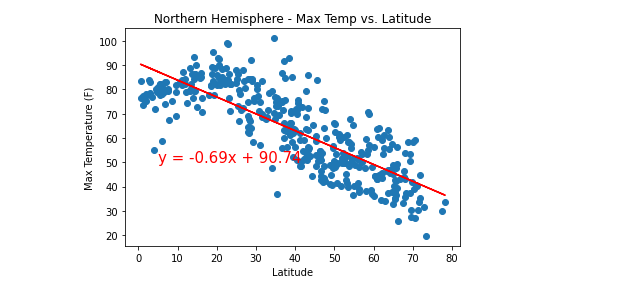 Northern Hemisphere - Max Temp vs. Latitude
Max Temperature (F)
100
90
80
70
60
50
40
30
20
y = -0.69x + 90.74
0 10 20 30 40 50 60 70 80
Latitude